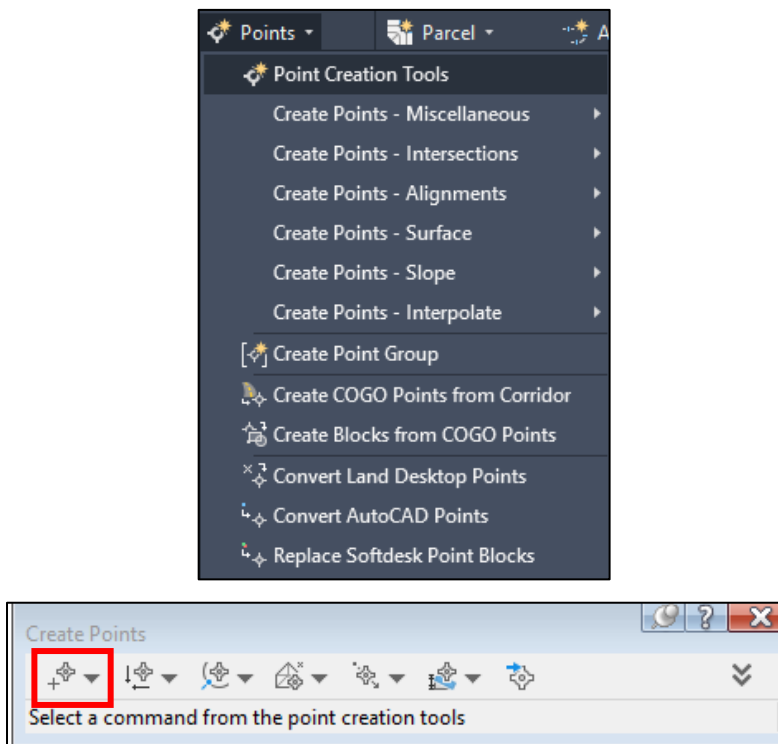 Points
Parcel
A
Point Creation Tools
Create Points - Miscellaneous
Create Points - Intersections
Create Points - Alignments
Create Points - Surface
Create Points - Slope
Create Points - Interpolate
Create Point Group
Create COGO Points from Corridor
Create Blocks from COGO Points
Convert Land Desktop Points
Convert AutoCAD Points
Replace Softdesk Point Blocks
Create Points
Select a command from the point creation tools